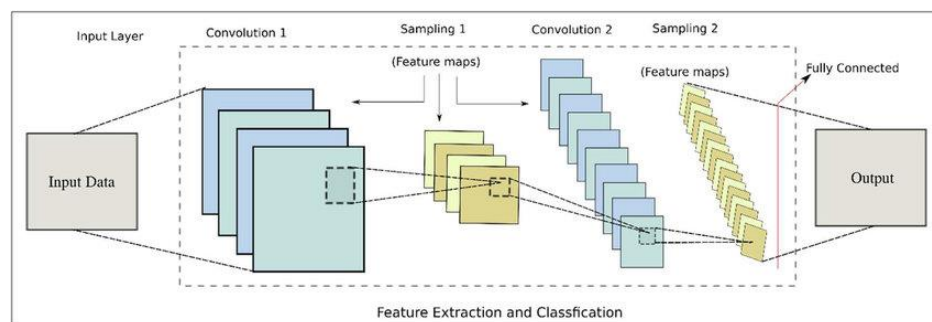 Input Layer
Convolution 1
Sampling 1
Convolution 2
Sampling 2
(Feature maps)
(Feature maps)
Fully Connected
Input Data
Output
Feature Extraction and Classfication